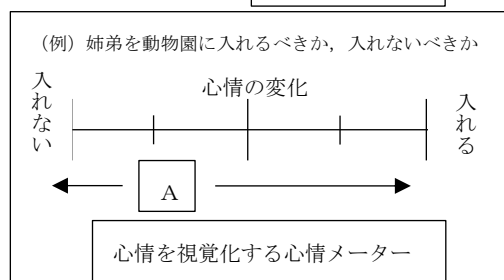 （例）姉弟を動物園に入れるべきか，入れないべきか
入れない
心情の変化
入れる
A
心情を視覚化する心情メーター